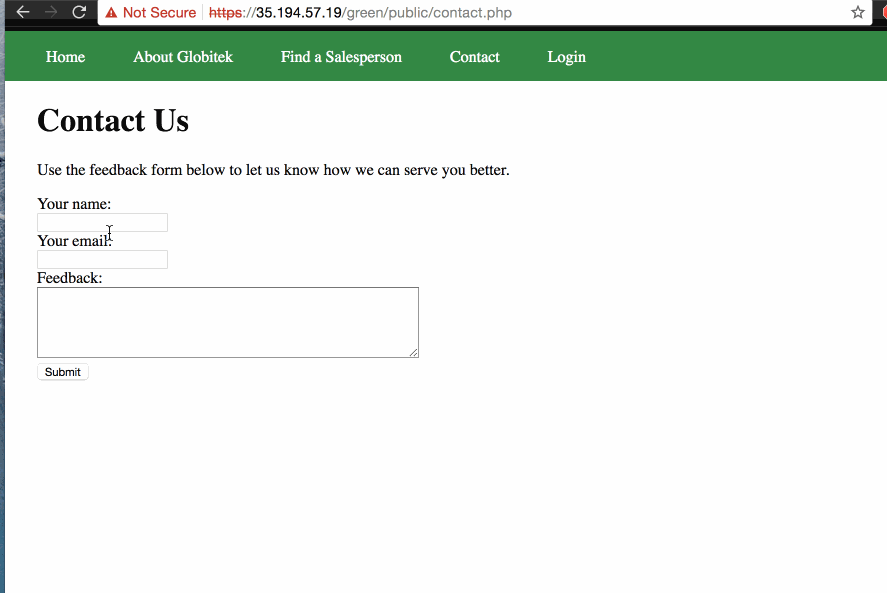 Not Secure https://35.194.57.19/green/public/contact.php
Home About Globitek Find a Salesperson Contact Login
Contact Us
Use the feedback form below to let us know how we can serve you better.
Your name:
Your email:
Feedback:
Submit